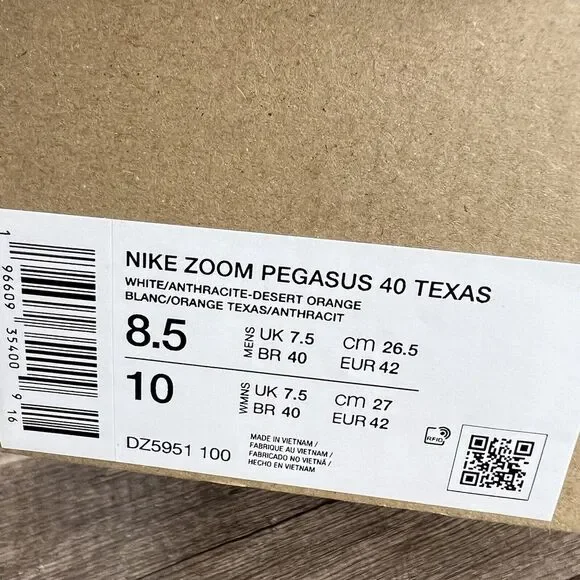 NIKE ZOOM PEGASUS 40 TEXAS
WHITE/ANTHRACITE-DESERT ORANGE
BLANC/ORANGE TEXAS/ANTHRACIT
8.5 MENS UK 7.5 CM 26.5
BR 40 EUR 42
10 WMNS UK 7.5 CM 27
BR 40 EUR 42
DZ5951 100
MADE IN VIETNAM /
FABRIQUE AU VIETNAM /
FABRICADO NO VIETNÃ /
HECHO EN VIETNAM
RFID
1 96609 35400 9 16